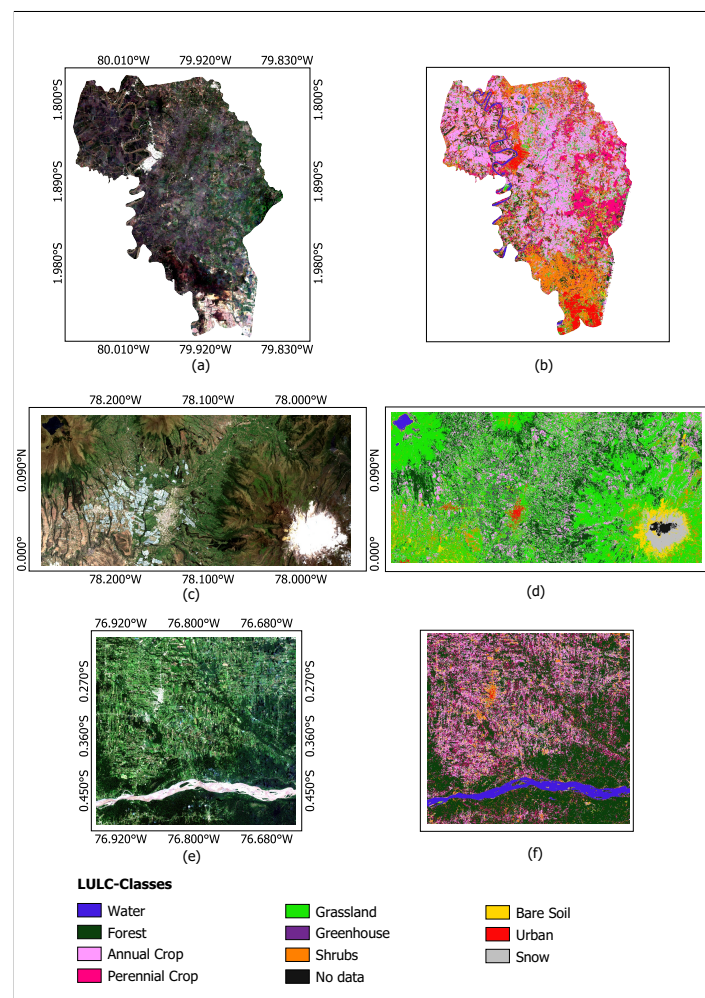 80.010°W 79.920°W 79.830°W
1.800°S 1.890°S 1.980°S
1.800°S 1.890°S 1.980°S
80.010°W 79.920°W 79.830°W
(a) (b)
78.200°W 78.100°W 78.000°W
0.090°N 0.000°
0.090°N 0.000°
78.200°W 78.100°W 78.000°W
(c) (d)
76.920°W 76.800°W 76.680°W
0.270°S 0.360°S 0.450°S
0.270°S 0.360°S 0.450°S
76.920°W 76.800°W 76.680°W
(e) (f)
LULC-Classes
Water Grassland Bare Soil
Forest Greenhouse Urban
Annual Crop Shrubs Snow
Perennial Crop No data